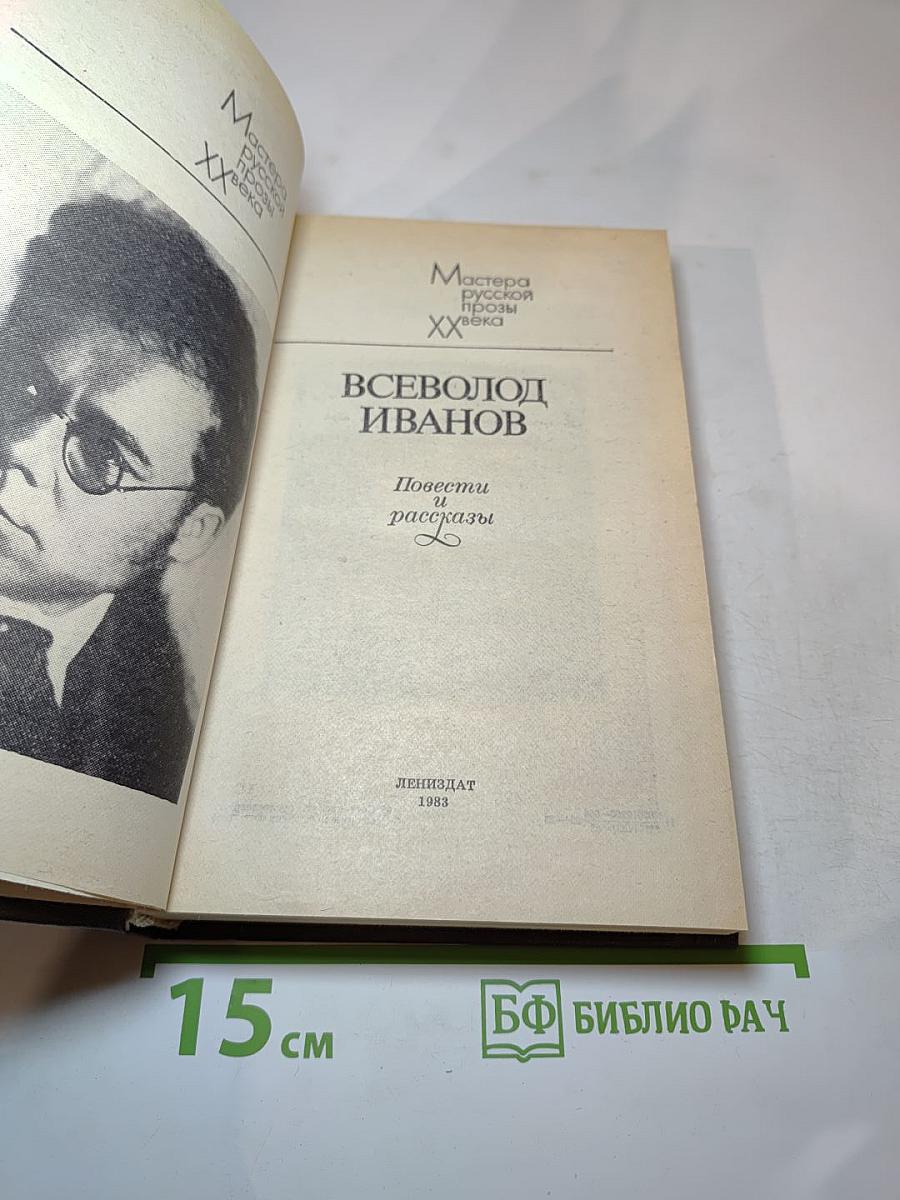 Мастера
русской
прозы
XX века
Мастера
русской
прозы
XX века
ВСЕВОЛОД
ИВАНОВ
Повести
и
рассказы
ЛЕНИЗДАТ
1983
15 см
БФ БИБЛИО РАЧ